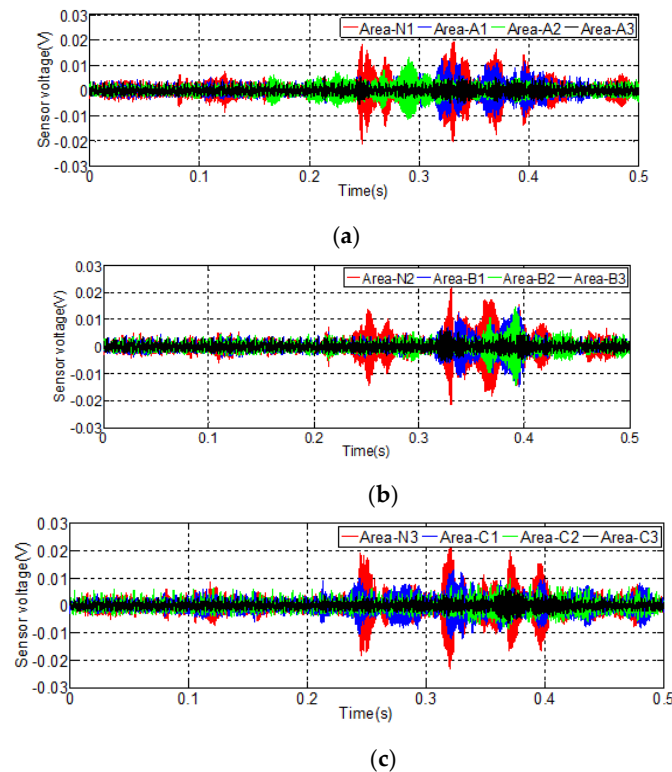 0.03
0.02
0.01
0
-0.01
-0.02
-0.03
Sensor voltage(V)
Area-N1 Area-A1 Area-A2 Area-A3
0 0.1 0.2 0.3 0.4 0.5
Time(s)
(a)
0.03
0.02
0.01
0
-0.01
-0.02
-0.03
Sensor voltage(V)
Area-N2 Area-B1 Area-B2 Area-B3
0 0.1 0.2 0.3 0.4 0.5
Time(s)
(b)
0.03
0.02
0.01
0
-0.01
-0.02
-0.03
Sensor voltage(V)
Area-N3 Area-C1 Area-C2 Area-C3
0 0.1 0.2 0.3 0.4 0.5
Time(s)
(c)